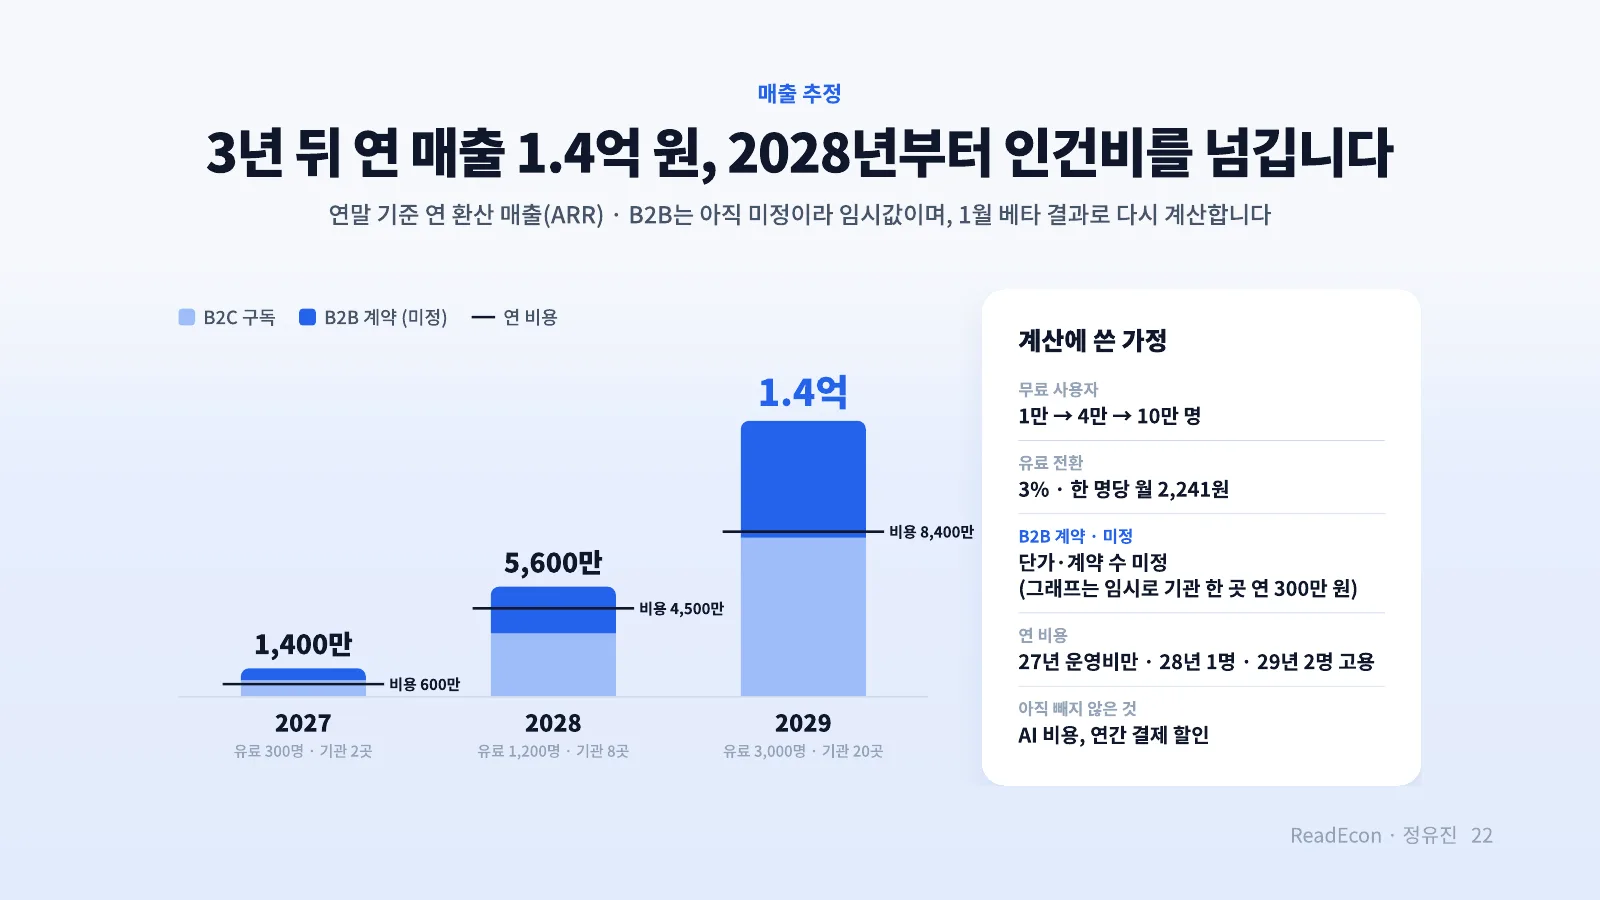 매출 추정
3년 뒤 연 매출 1.4억 원, 2028년부터 인건비를 넘깁니다
연말 기준 연 환산 매출(ARR) · B2B는 아직 미정이라 임시값이며, 1월 베타 결과로 다시 계산합니다
B2C 구독
B2B 계약 (미정)
연 비용
1,400만
비용 600만
2027
유료 300명 · 기관 2곳
5,600만
비용 4,500만
2028
유료 1,200명 · 기관 8곳
1.4억
비용 8,400만
2029
유료 3,000명 · 기관 20곳
계산에 쓴 가정
무료 사용자
1만 → 4만 → 10만 명
유료 전환
3% · 한 명당 월 2,241원
B2B 계약 · 미정
단가·계약 수 미정
(그래프는 임시로 기관 한 곳 연 300만 원)
연 비용
27년 운영비만 · 28년 1명 · 29년 2명 고용
아직 빼지 않은 것
AI 비용, 연간 결제 할인
ReadEcon · 정유진 22